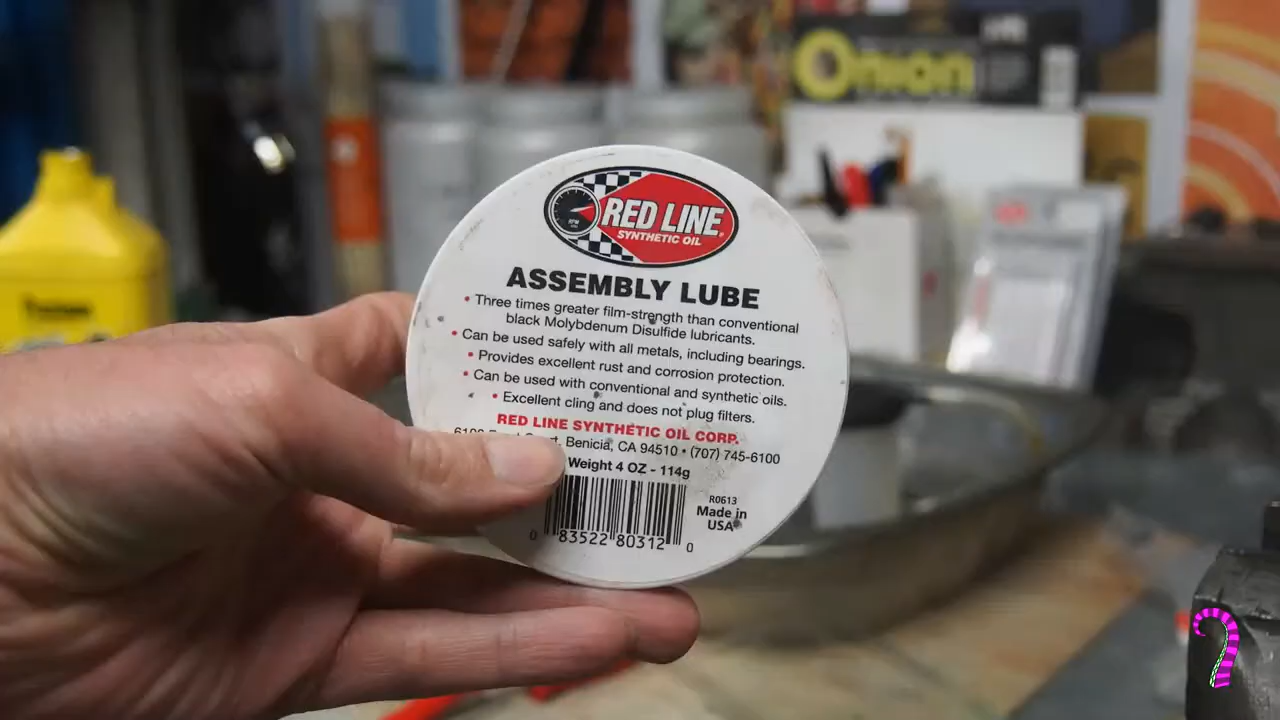 Onion
RED LINE
SYNTHETIC OIL
RPM
ASSEMBLY LUBE
• Three times greater film-strength than conventional
black Molybdenum Disulfide lubricants.
• Can be used safely with all metals, including bearings.
• Provides excellent rust and corrosion protection.
• Can be used with conventional and synthetic oils.
• Excellent cling and does not plug filters.
RED LINE SYNTHETIC OIL CORP.
Benicia, CA 94510 • (707) 745-6100
Weight 4 OZ - 114g
R0613
Made in
USA
0 83522 80312 0